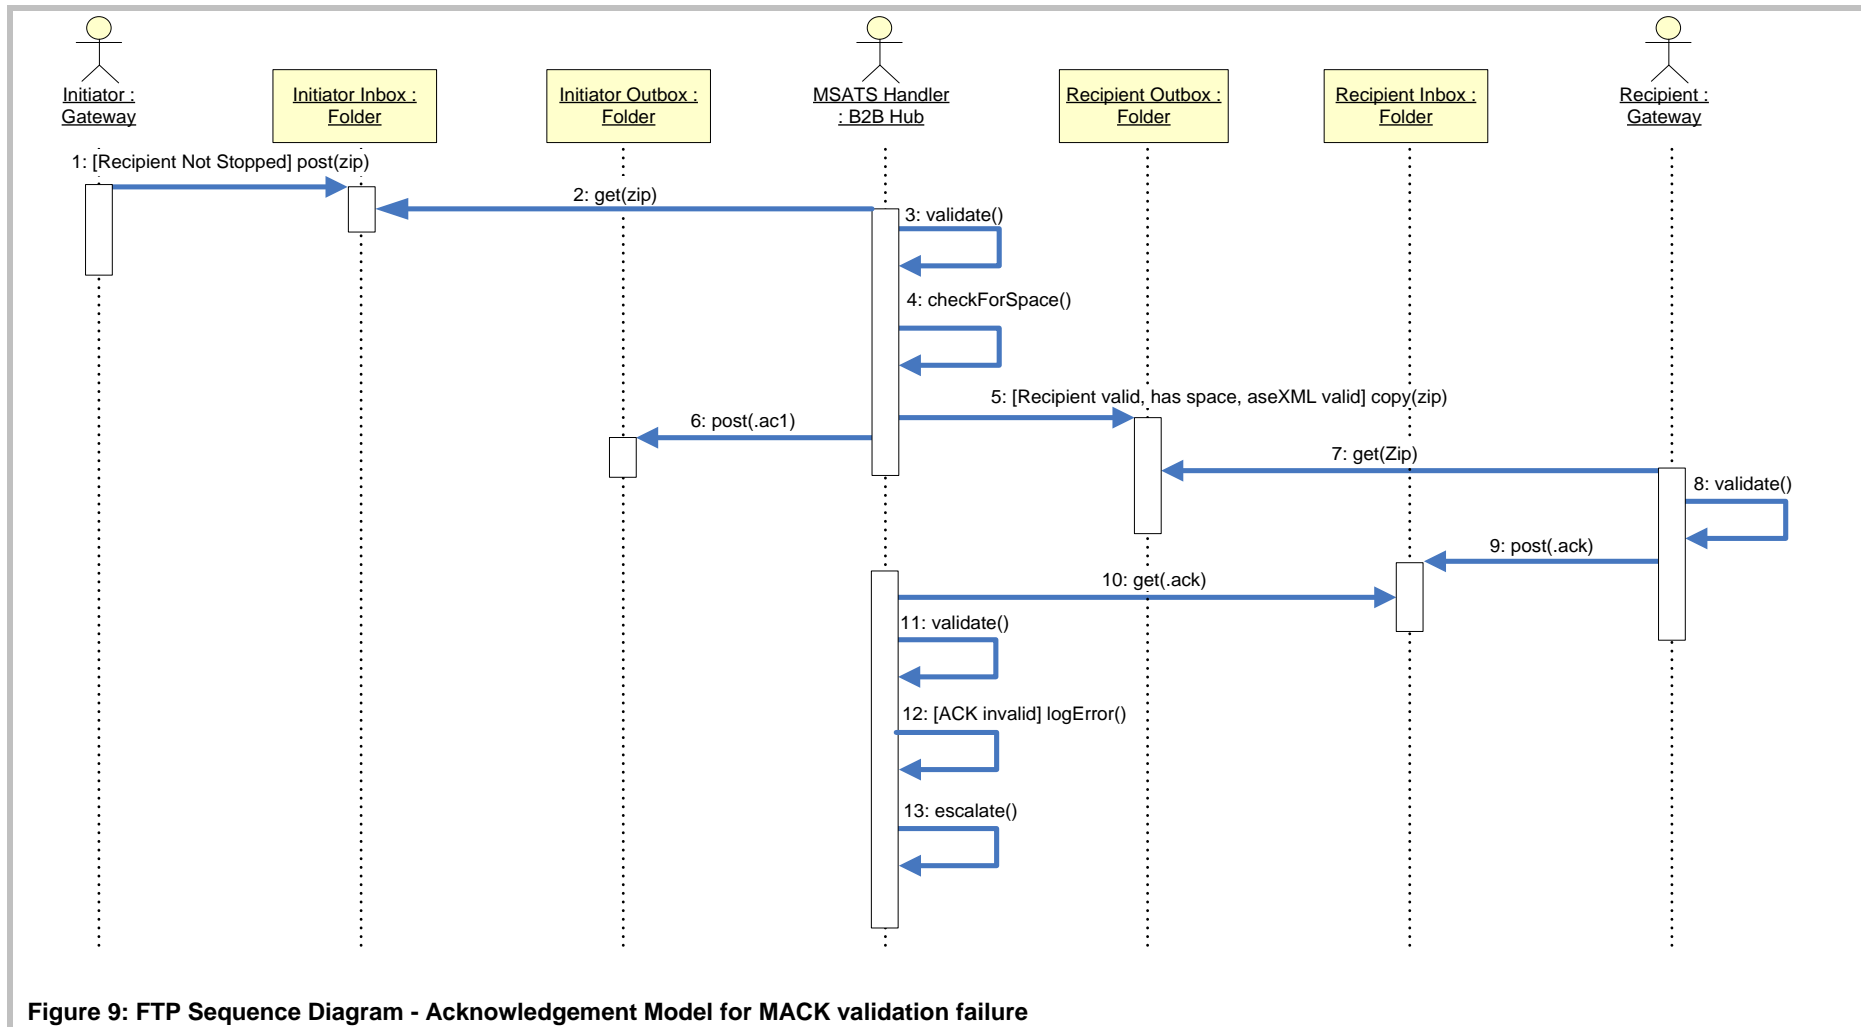 Initiator :
Gateway
Initiator Inbox :
Folder
Initiator Outbox :
Folder
MSATS Handler
: B2B Hub
Recipient Outbox :
Folder
Recipient Inbox :
Folder
Recipient :
Gateway
1: [Recipient Not Stopped] post(zip)
2: get(zip)
3: validate()
4: checkForSpace()
5: [Recipient valid, has space, aseXML valid] copy(zip)
6: post(.ac1)
7: get(Zip)
8: validate()
9: post(.ack)
10: get(.ack)
11: validate()
12: [ACK invalid] logError()
13: escalate()
Figure 9: FTP Sequence Diagram - Acknowledgement Model for MACK validation failure